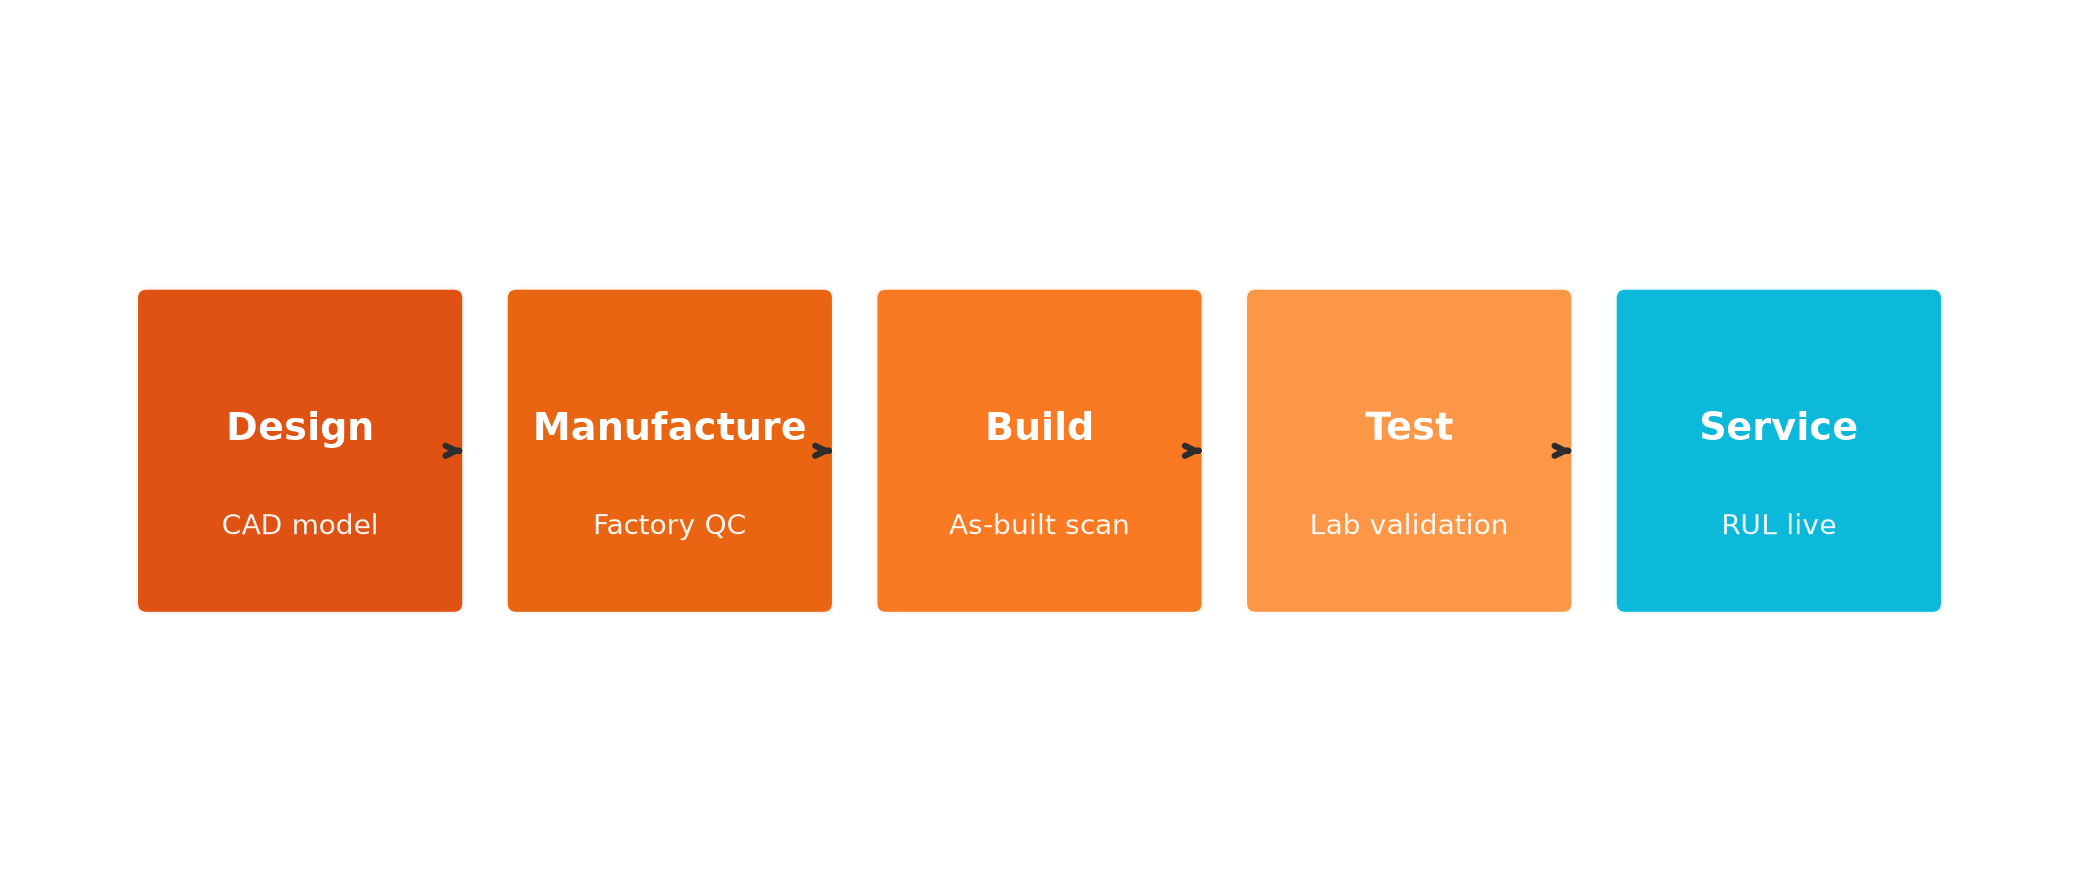 Design
CAD model
Manufacture
Factory QC
Build
As-built scan
Test
Lab validation
Service
RUL live